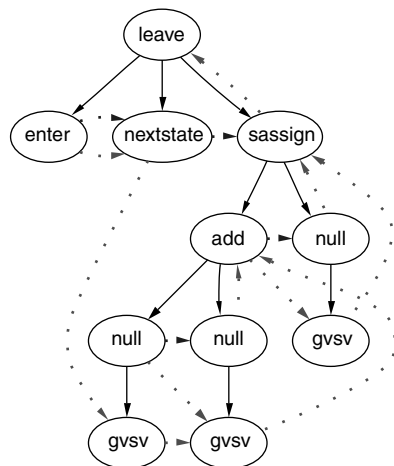 leave
enter
nextstate
sassign
add
null
null
null
gvsv
gvsv
gvsv